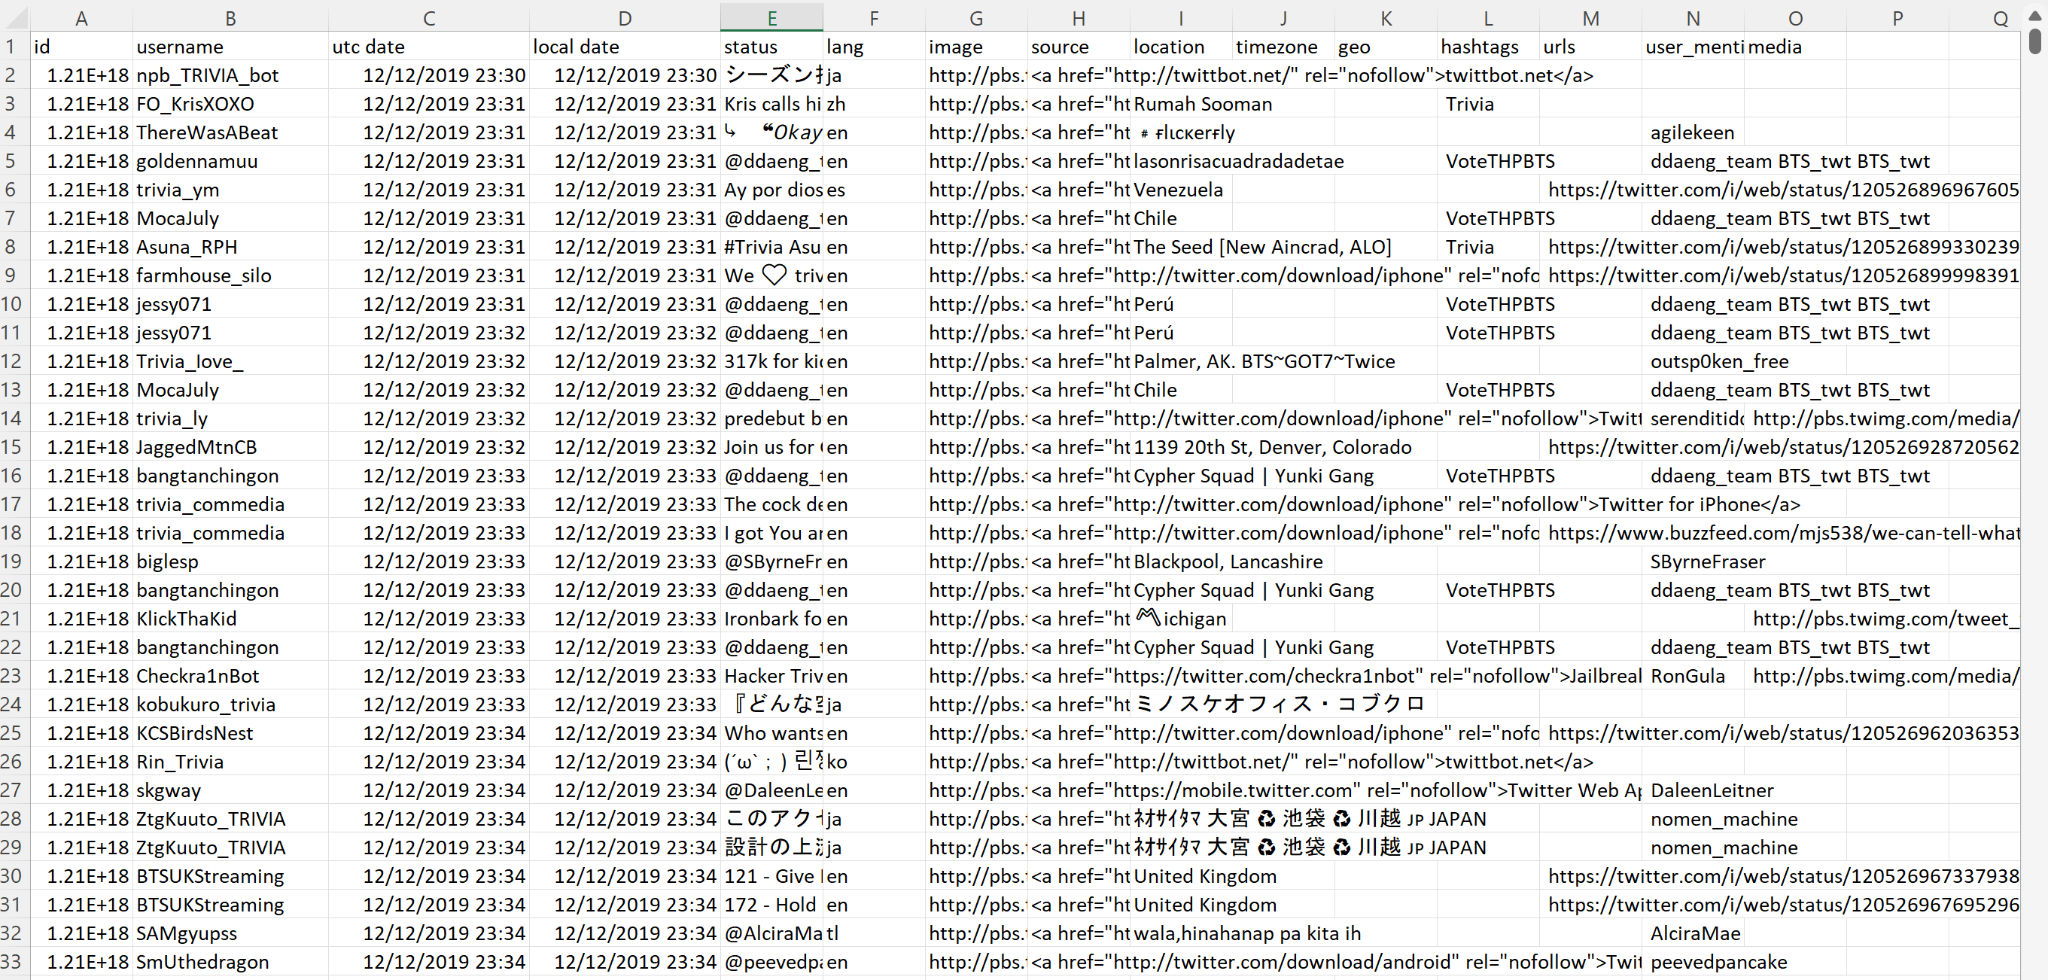 A B C D E F G H I J K L M N O P Q
1 id username utc date local date status lang image source location timezone geo hashtags urls user_menti media
2 1.21E+18 npb_TRIVIA_bot 12/12/2019 23:30 12/12/2019 23:30 シーズン ja http://pbs. <a href="http://twittbot.net/" rel="nofollow">twittbot.net</a>
3 1.21E+18 FO_KrisXOXO 12/12/2019 23:31 12/12/2019 23:31 Kris calls hi zh http://pbs. <a href="ht Rumah Sooman Trivia
4 1.21E+18 ThereWasABeat 12/12/2019 23:31 12/12/2019 23:31 ⤷ ❝Okay en http://pbs. <a href="ht # ғlιcĸerғly agilekeen
5 1.21E+18 goldennamuu 12/12/2019 23:31 12/12/2019 23:31 @ddaeng_t en http://pbs. <a href="ht lasonrisacuadradadetae VoteTHPBTS ddaeng_team BTS_twt BTS_twt
6 1.21E+18 trivia_ym 12/12/2019 23:31 12/12/2019 23:31 Ay por dios es http://pbs. <a href="ht Venezuela https://twitter.com/i/web/status/120526896967605
7 1.21E+18 MocaJuly 12/12/2019 23:31 12/12/2019 23:31 @ddaeng_t en http://pbs. <a href="ht Chile VoteTHPBTS ddaeng_team BTS_twt BTS_twt
8 1.21E+18 Asuna_RPH 12/12/2019 23:31 12/12/2019 23:31 #Trivia Asu en http://pbs. <a href="ht The Seed [New Aincrad, ALO] Trivia https://twitter.com/i/web/status/120526899330239
9 1.21E+18 farmhouse_silo 12/12/2019 23:31 12/12/2019 23:31 We ♡ triv en http://pbs. <a href="http://twitter.com/download/iphone" rel="nofo https://twitter.com/i/web/status/120526899998391
10 1.21E+18 jessy071 12/12/2019 23:31 12/12/2019 23:31 @ddaeng_t en http://pbs. <a href="ht Perú VoteTHPBTS ddaeng_team BTS_twt BTS_twt
11 1.21E+18 jessy071 12/12/2019 23:32 12/12/2019 23:32 @ddaeng_t en http://pbs. <a href="ht Perú VoteTHPBTS ddaeng_team BTS_twt BTS_twt
12 1.21E+18 Trivia_Iove_ 12/12/2019 23:32 12/12/2019 23:32 317k for kic en http://pbs. <a href="ht Palmer, AK. BTS~GOT7~Twice outsp0ken_free
13 1.21E+18 MocaJuly 12/12/2019 23:32 12/12/2019 23:32 @ddaeng_t en http://pbs. <a href="ht Chile VoteTHPBTS ddaeng_team BTS_twt BTS_twt
14 1.21E+18 trivia_ly 12/12/2019 23:32 12/12/2019 23:32 predebut b en http://pbs. <a href="http://twitter.com/download/iphone" rel="nofollow">Twitt serenditid http://pbs.twimg.com/media/
15 1.21E+18 JaggedMtnCB 12/12/2019 23:32 12/12/2019 23:32 Join us for en http://pbs. <a href="ht 1139 20th St, Denver, Colorado https://twitter.com/i/web/status/120526928720562
16 1.21E+18 bangtanchingon 12/12/2019 23:33 12/12/2019 23:33 @ddaeng_t en http://pbs. <a href="ht Cypher Squad | Yunki Gang VoteTHPBTS ddaeng_team BTS_twt BTS_twt
17 1.21E+18 trivia_commedia 12/12/2019 23:33 12/12/2019 23:33 The cock de en http://pbs. <a href="http://twitter.com/download/iphone" rel="nofollow">Twitter for iPhone</a>
18 1.21E+18 trivia_commedia 12/12/2019 23:33 12/12/2019 23:33 I got You ar en http://pbs. <a href="http://twitter.com/download/iphone" rel="nofo https://www.buzzfeed.com/mjs538/we-can-tell-what
19 1.21E+18 biglesp 12/12/2019 23:33 12/12/2019 23:33 @SByrneFr en http://pbs. <a href="ht Blackpool, Lancashire SByrneFraser
20 1.21E+18 bangtanchingon 12/12/2019 23:33 12/12/2019 23:33 @ddaeng_t en http://pbs. <a href="ht Cypher Squad | Yunki Gang VoteTHPBTS ddaeng_team BTS_twt BTS_twt
21 1.21E+18 KlickThaKid 12/12/2019 23:33 12/12/2019 23:33 Ironbark fo en http://pbs. <a href="ht 〽ichigan http://pbs.twimg.com/tweet_
22 1.21E+18 bangtanchingon 12/12/2019 23:33 12/12/2019 23:33 @ddaeng_t en http://pbs. <a href="ht Cypher Squad | Yunki Gang VoteTHPBTS ddaeng_team BTS_twt BTS_twt
23 1.21E+18 Checkra1nBot 12/12/2019 23:33 12/12/2019 23:33 Hacker Triv en http://pbs. <a href="https://twitter.com/checkra1nbot" rel="nofollow">Jailbreal RonGula http://pbs.twimg.com/media/
24 1.21E+18 kobukuro_trivia 12/12/2019 23:33 12/12/2019 23:33 『どんな空 ja http://pbs. <a href="ht ミノスケオフィス・コブクロ
25 1.21E+18 KCSBirdsNest 12/12/2019 23:34 12/12/2019 23:34 Who wants en http://pbs. <a href="http://twitter.com/download/iphone" rel="nofo https://twitter.com/i/web/status/120526962036353
26 1.21E+18 Rin_Trivia 12/12/2019 23:34 12/12/2019 23:34 (´ω`；) 린 ko http://pbs. <a href="http://twittbot.net/" rel="nofollow">twittbot.net</a>
27 1.21E+18 skgway 12/12/2019 23:34 12/12/2019 23:34 @DaleenLe en http://pbs. <a href="https://mobile.twitter.com" rel="nofollow">Twitter Web Ap DaleenLeitner
28 1.21E+18 ZtgKuuto_TRIVIA 12/12/2019 23:34 12/12/2019 23:34 このアクセ ja http://pbs. <a href="ht ﾈｵｻｲﾀﾏ 大宮 ♻ 池袋 ♻ 川越 JP JAPAN nomen_machine
29 1.21E+18 ZtgKuuto_TRIVIA 12/12/2019 23:34 12/12/2019 23:34 設計の上 ja http://pbs. <a href="ht ﾈｵｻｲﾀﾏ 大宮 ♻ 池袋 ♻ 川越 JP JAPAN nomen_machine
30 1.21E+18 BTSUKStreaming 12/12/2019 23:34 12/12/2019 23:34 121 - Give en http://pbs. <a href="ht United Kingdom https://twitter.com/i/web/status/120526967337938
31 1.21E+18 BTSUKStreaming 12/12/2019 23:34 12/12/2019 23:34 172 - Hold en http://pbs. <a href="ht United Kingdom https://twitter.com/i/web/status/120526967695296
32 1.21E+18 SAMgyupss 12/12/2019 23:34 12/12/2019 23:34 @AlciraMa tl http://pbs. <a href="ht wala,hinahanap pa kita ih AlciraMae
33 1.21E+18 SmUthedragon 12/12/2019 23:34 12/12/2019 23:34 @peevedpa en http://pbs. <a href="http://twitter.com/download/android" rel="nofollow">Twit peevedpancake